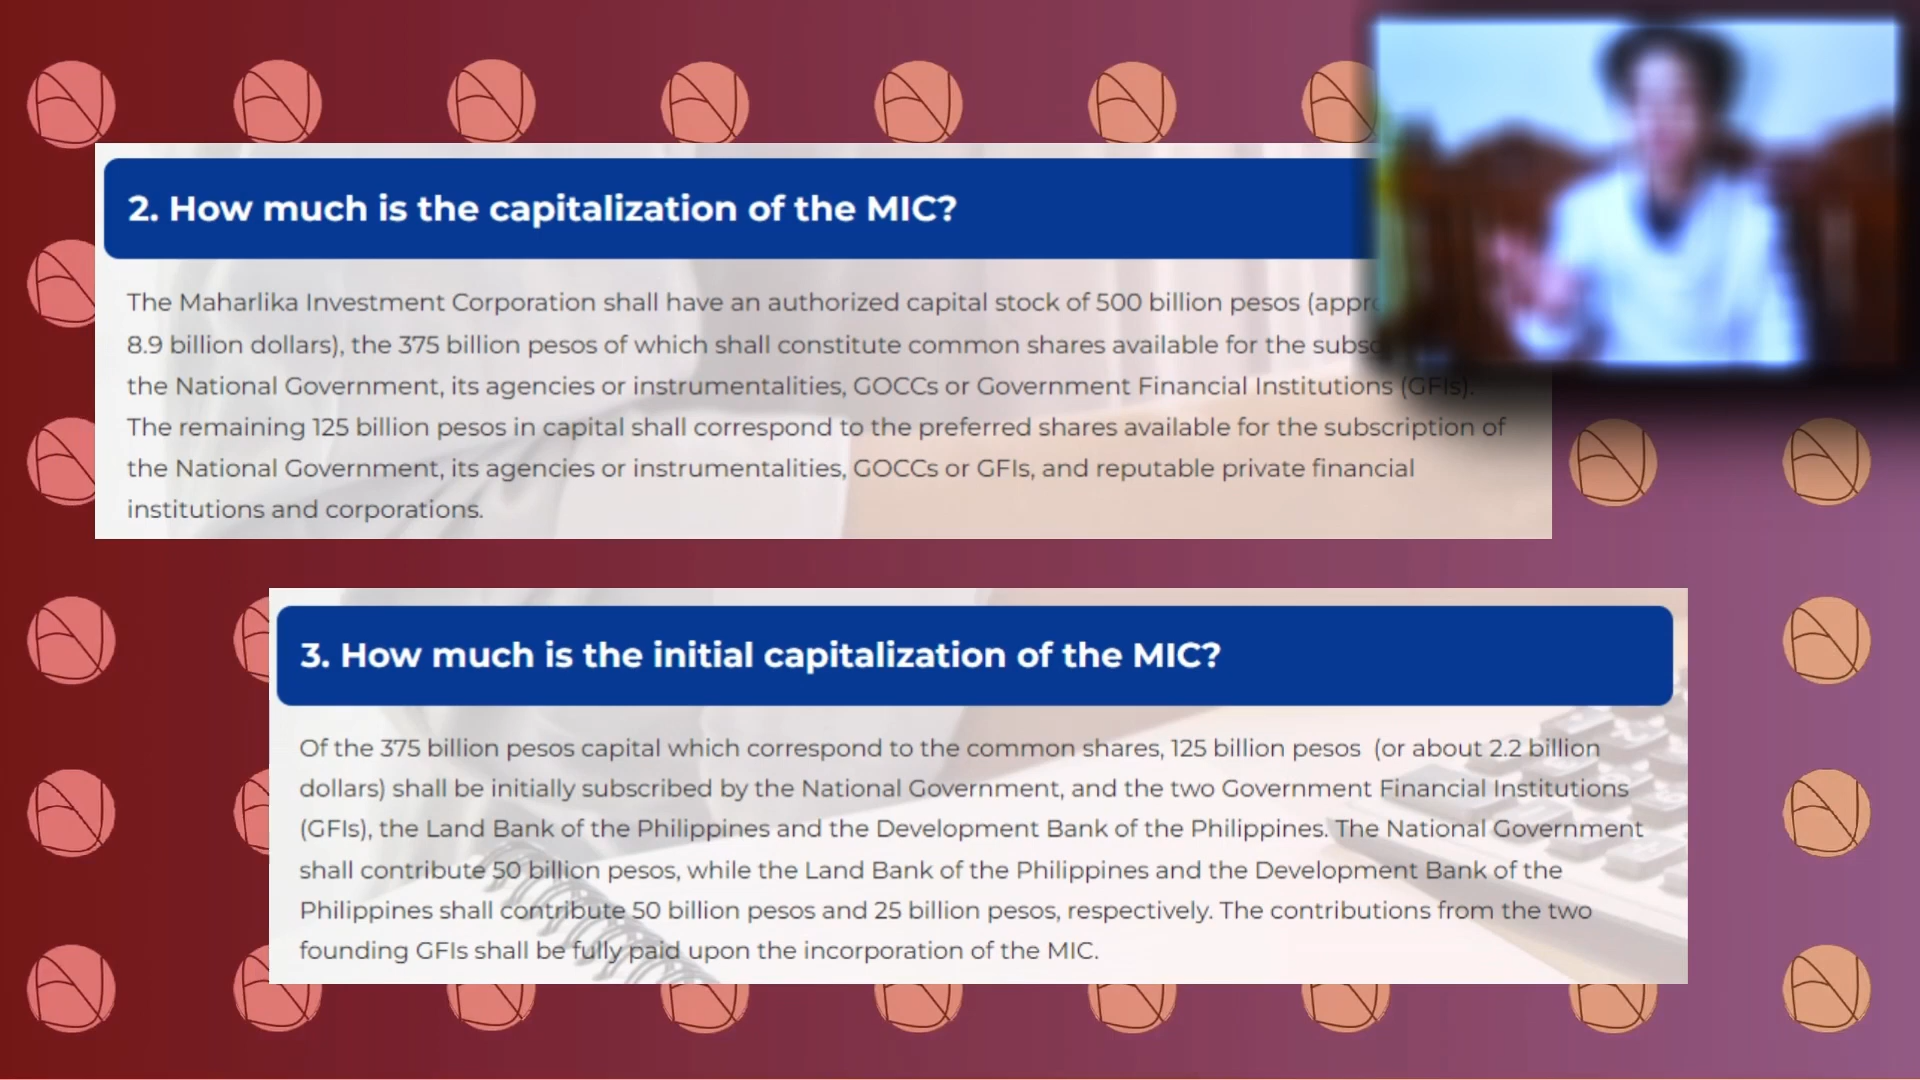 2. How much is the capitalization of the MIC?
The Maharlika Investment Corporation shall have an authorized capital stock of 500 billion pesos
8.9 billion dollars), the 375 billion pesos of which shall constitute common shares available for the
the National Government, its agencies or instrumentalities, GOCCs or Government Financial Institutions (GFIs).
The remaining 125 billion pesos in capital shall correspond to the preferred shares available for the subscription of
the National Government, its agencies or instrumentalities, GOCCs or GFIs, and reputable private financial
institutions and corporations.
3. How much is the initial capitalization of the MIC?
Of the 375 billion pesos capital which correspond to the common shares, 125 billion pesos (or about 2.2 billion
dollars) shall be initially subscribed by the National Government, and the two Government Financial Institutions
(GFIs), the Land Bank of the Philippines and the Development Bank of the Philippines. The National Government
shall contribute 50 billion pesos, while the Land Bank of the Philippines and the Development Bank of the
Philippines shall contribute 50 billion pesos and 25 billion pesos, respectively. The contributions from the two
founding GFIs shall be fully paid upon the incorporation of the MIC.